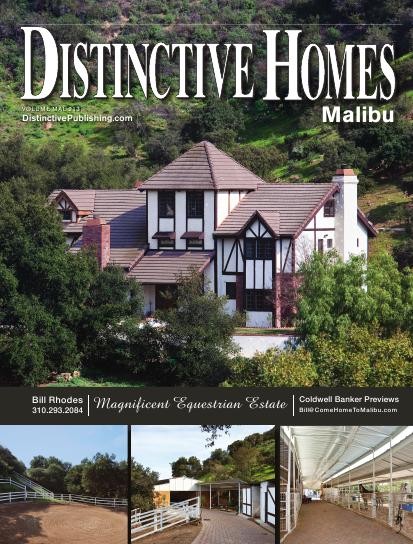 DISTINCTIVE HOMES
Malibu
DistinctivePublishing.com
Bill Rhodes
310.293.2084
Magnificent Equestrian Estate
Coldwell Banker Previews
Bill@ComeHomeToMalibu.com